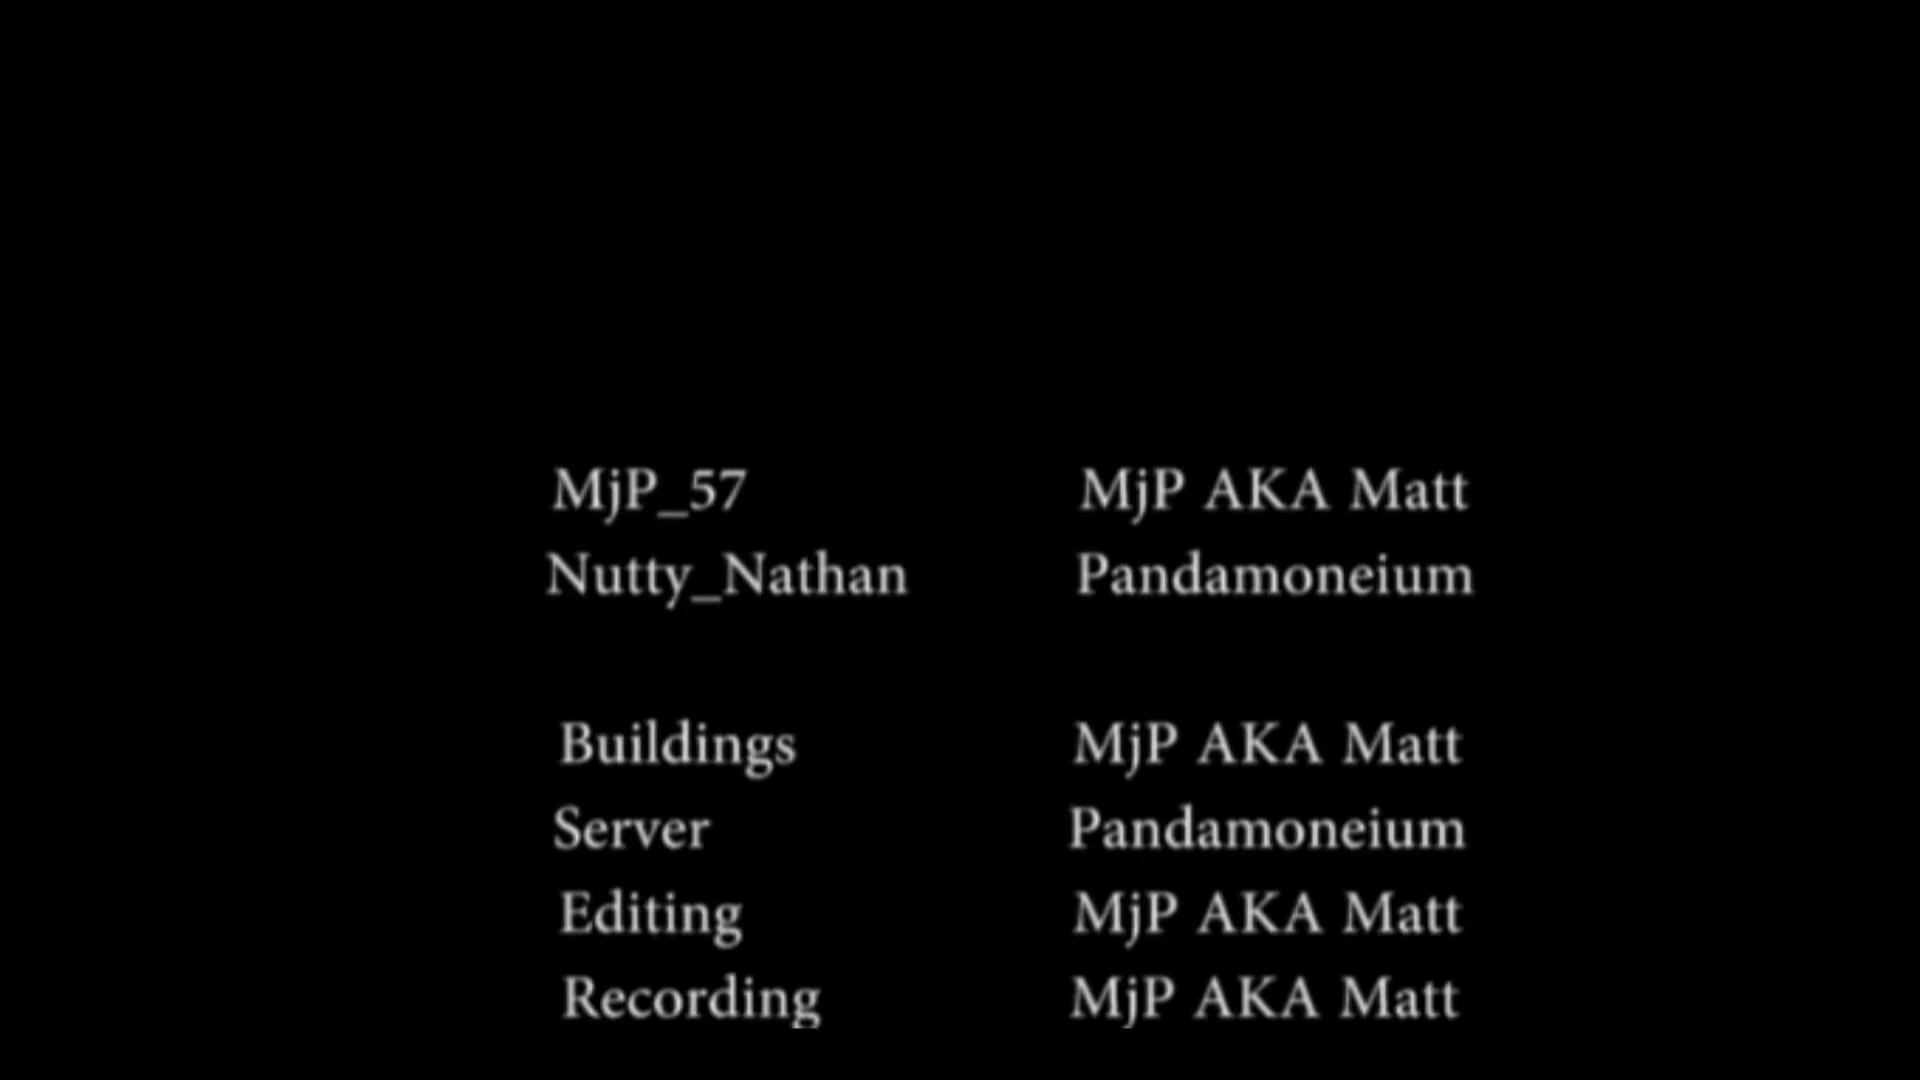 MjP_57 MjP AKA Matt
Nutty_Nathan Pandamoneium
Buildings MjP AKA Matt
Server Pandamoneium
Editing MjP AKA Matt
Recording MjP AKA Matt